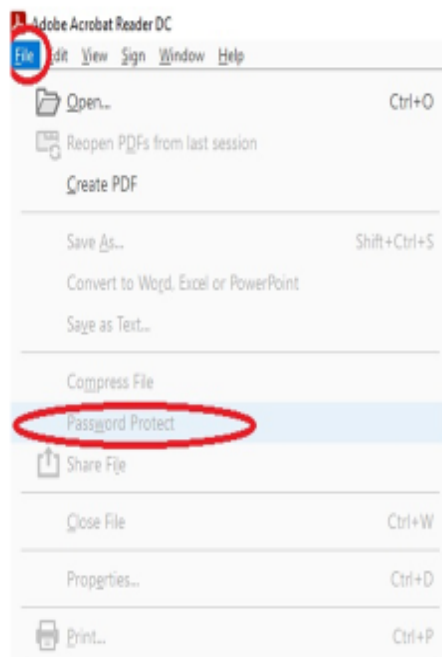 Adobe Acrobat Reader DC
File Edit View Sign Window Help
Open... Ctrl+O
Reopen PDFs from last session
Create PDF
Save As... Shift+Ctrl+S
Convert to Word, Excel or PowerPoint
Save as Text...
Compress File
Password Protect
Share File
Close File Ctrl+W
Properties... Ctrl+D
Print... Ctrl+P